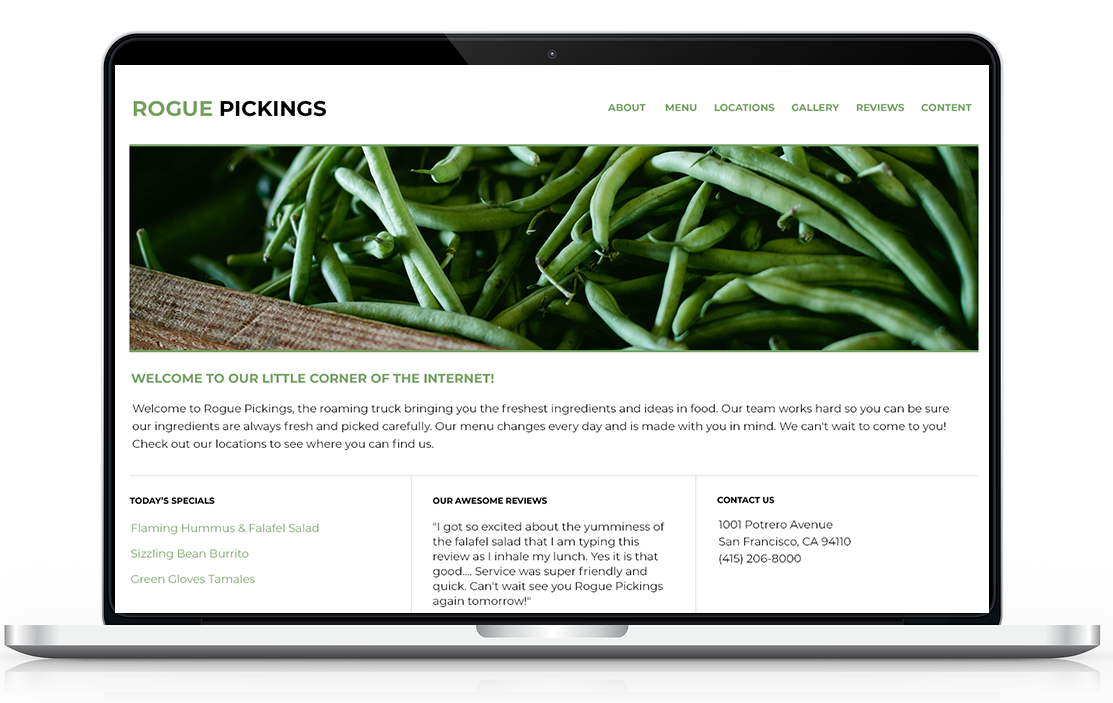 ROGUE PICKINGS
ABOUT MENU LOCATIONS GALLERY REVIEWS CONTENT
WELCOME TO OUR LITTLE CORNER OF THE INTERNET!
Welcome to Rogue Pickings, the roaming truck bringing you the freshest ingredients and ideas in food. Our team works hard so you can be sure
our ingredients are always fresh and picked carefully. Our menu changes every day and is made with you in mind. We can't wait to come to you!
Check out our locations to see where you can find us.
TODAY'S SPECIALS
Flaming Hummus & Falafel Salad
Sizzling Bean Burrito
Green Gloves Tamales
OUR AWESOME REVIEWS
"I got so excited about the yumminess of
the falafel salad that I am typing this
review as I inhale my lunch. Yes it is that
good.... Service was super friendly and
quick. Can't wait see you Rogue Pickings
again tomorrow!"
CONTACT US
1001 Potrero Avenue
San Francisco, CA 94110
(415) 206-8000